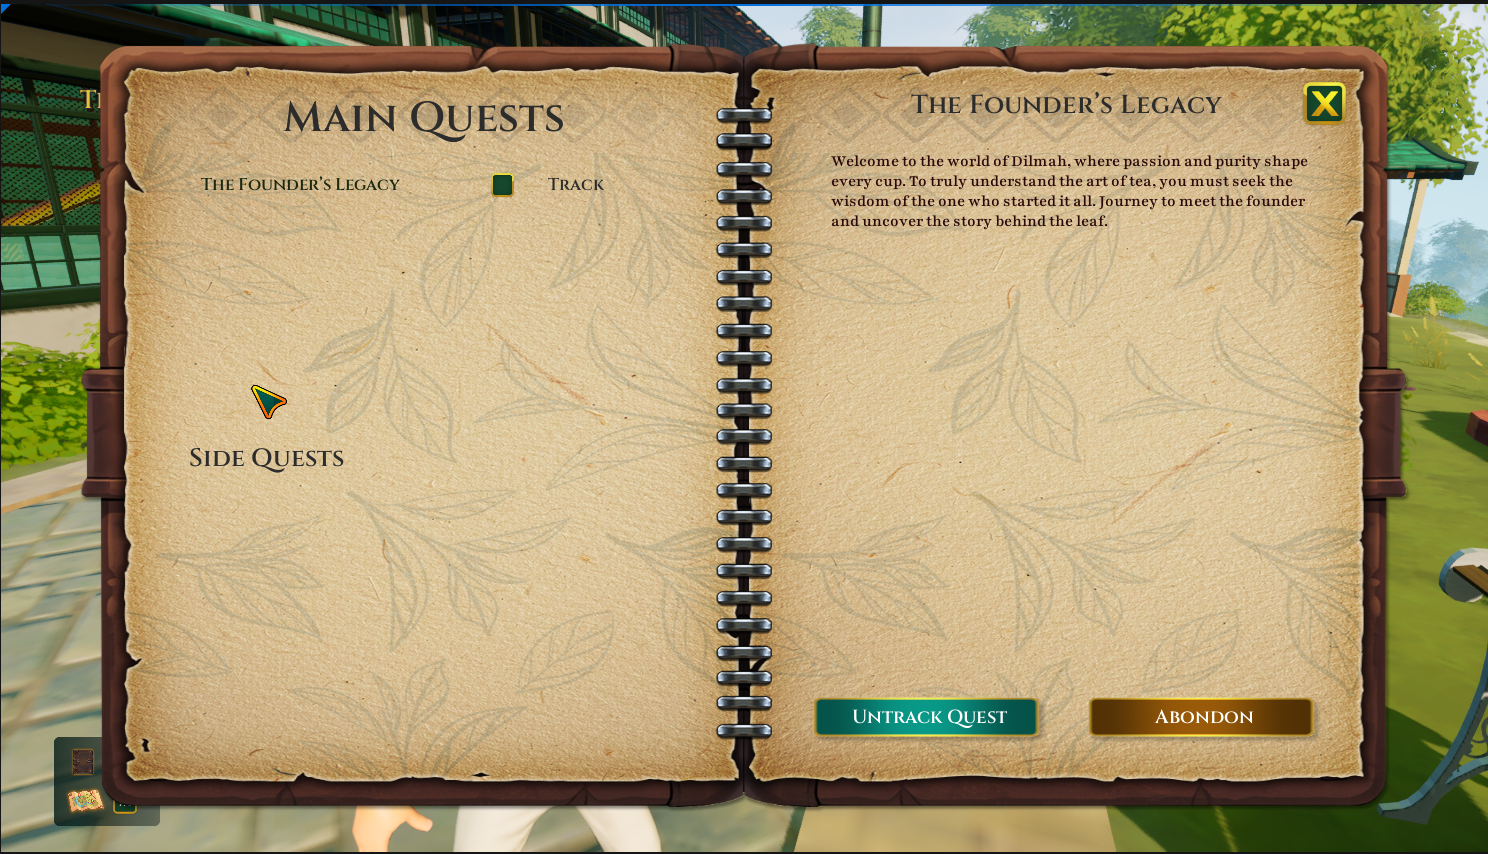 Main Quests
The Founder's Legacy
Track
Side Quests
The Founder's Legacy
X
Welcome to the world of Dilmah, where passion and purity shape
every cup. To truly understand the art of tea, you must seek the
wisdom of the one who started it all. Journey to meet the founder
and uncover the story behind the leaf.
Untrack Quest
Abondon